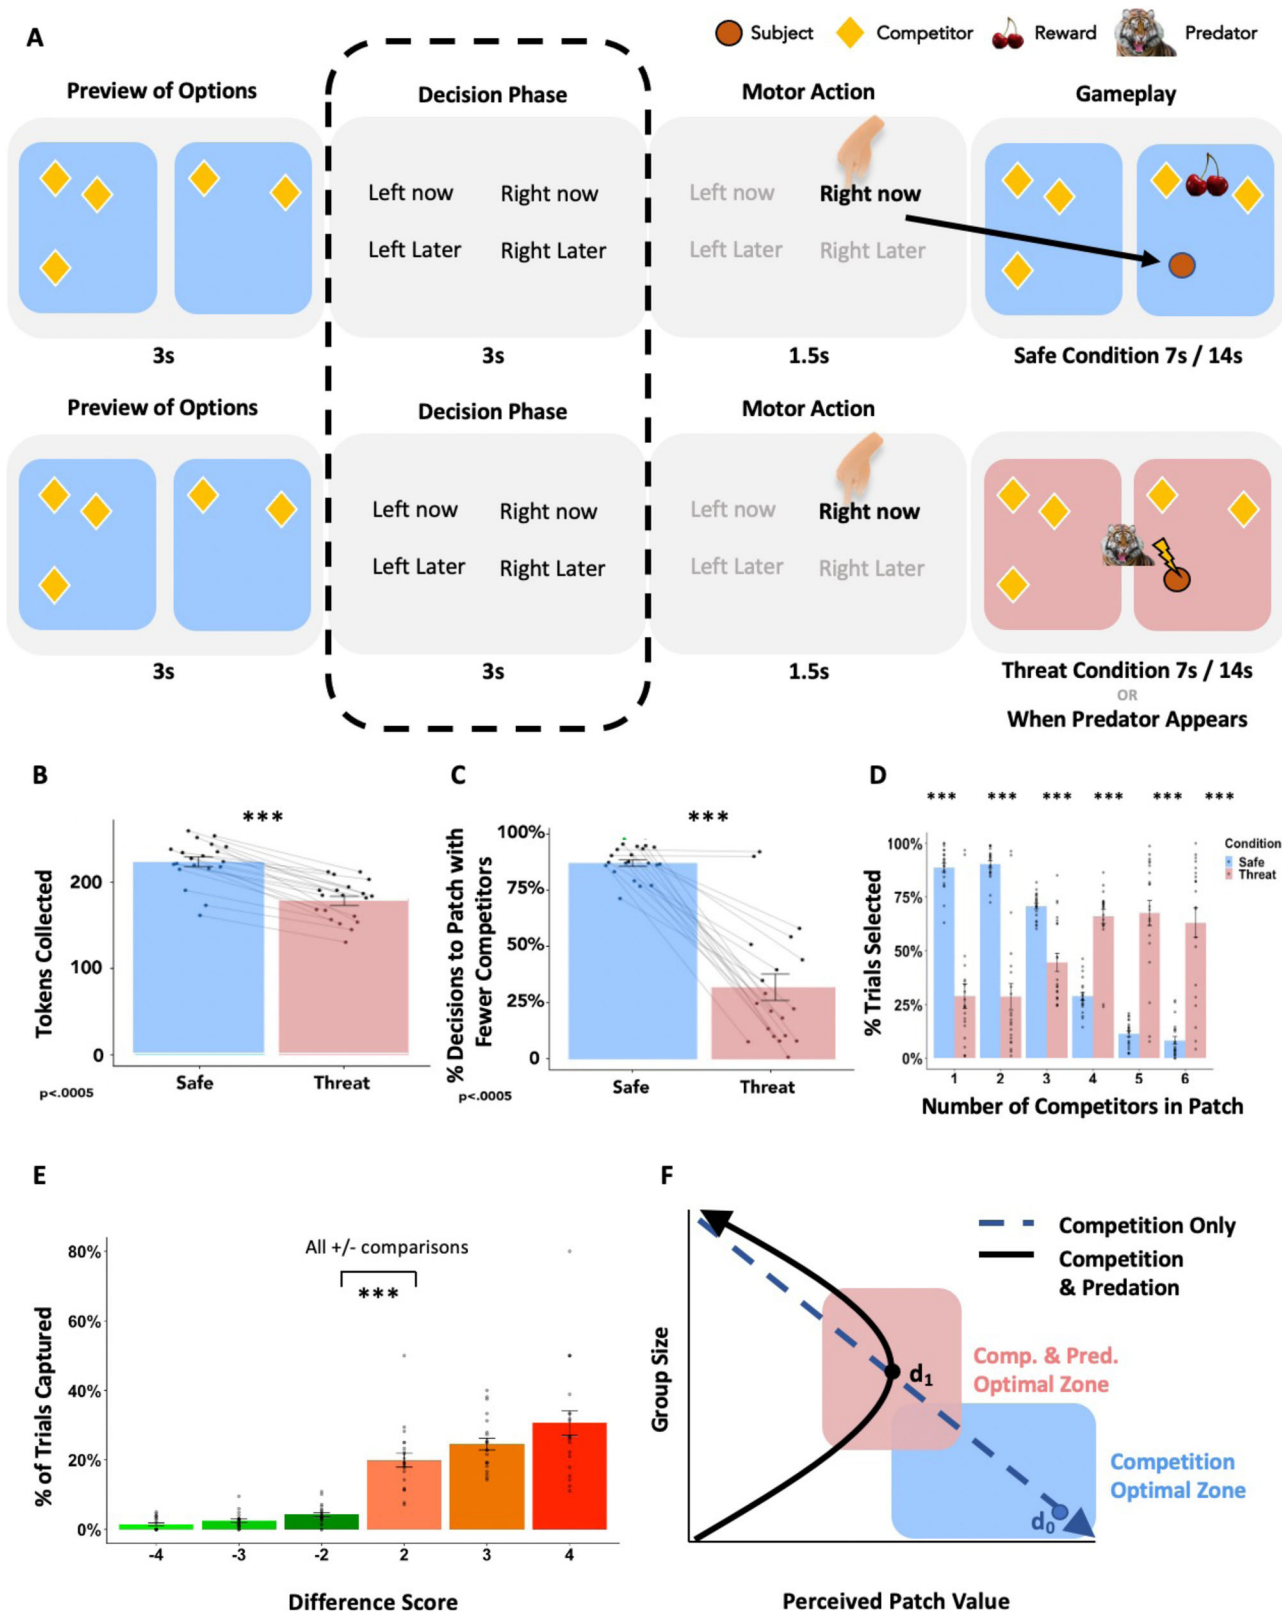 A
Subject Competitor Reward Predator
Preview of Options Decision Phase Motor Action Gameplay
Left now Right now Left now Right now
Left Later Right Later Left Later Right Later
3s 3s 1.5s Safe Condition 7s / 14s
Preview of Options Decision Phase Motor Action
Left now Right now Left now Right now
Left Later Right Later Left Later Right Later
3s 3s 1.5s Threat Condition 7s / 14s
OR
When Predator Appears
B
***
Tokens Collected
200
100
0
Safe Threat
p<.0005
C
***
% Decisions to Patch with
Fewer Competitors
100%
75%
50%
25%
0
Safe Threat
p<.0005
D
*** *** *** *** *** ***
% Trials Selected
100%
75%
50%
25%
0%
1 2 3 4 5 6
Number of Competitors in Patch
Condition
Safe
Threat
E
All +/- comparisons
***
% of Trials Captured
80%
60%
40%
20%
0%
-4 -3 -2 2 3 4
Difference Score
F
Competition Only
Competition
& Predation
Group Size
d1
Comp. & Pred.
Optimal Zone
Competition
Optimal Zone
d0
Perceived Patch Value